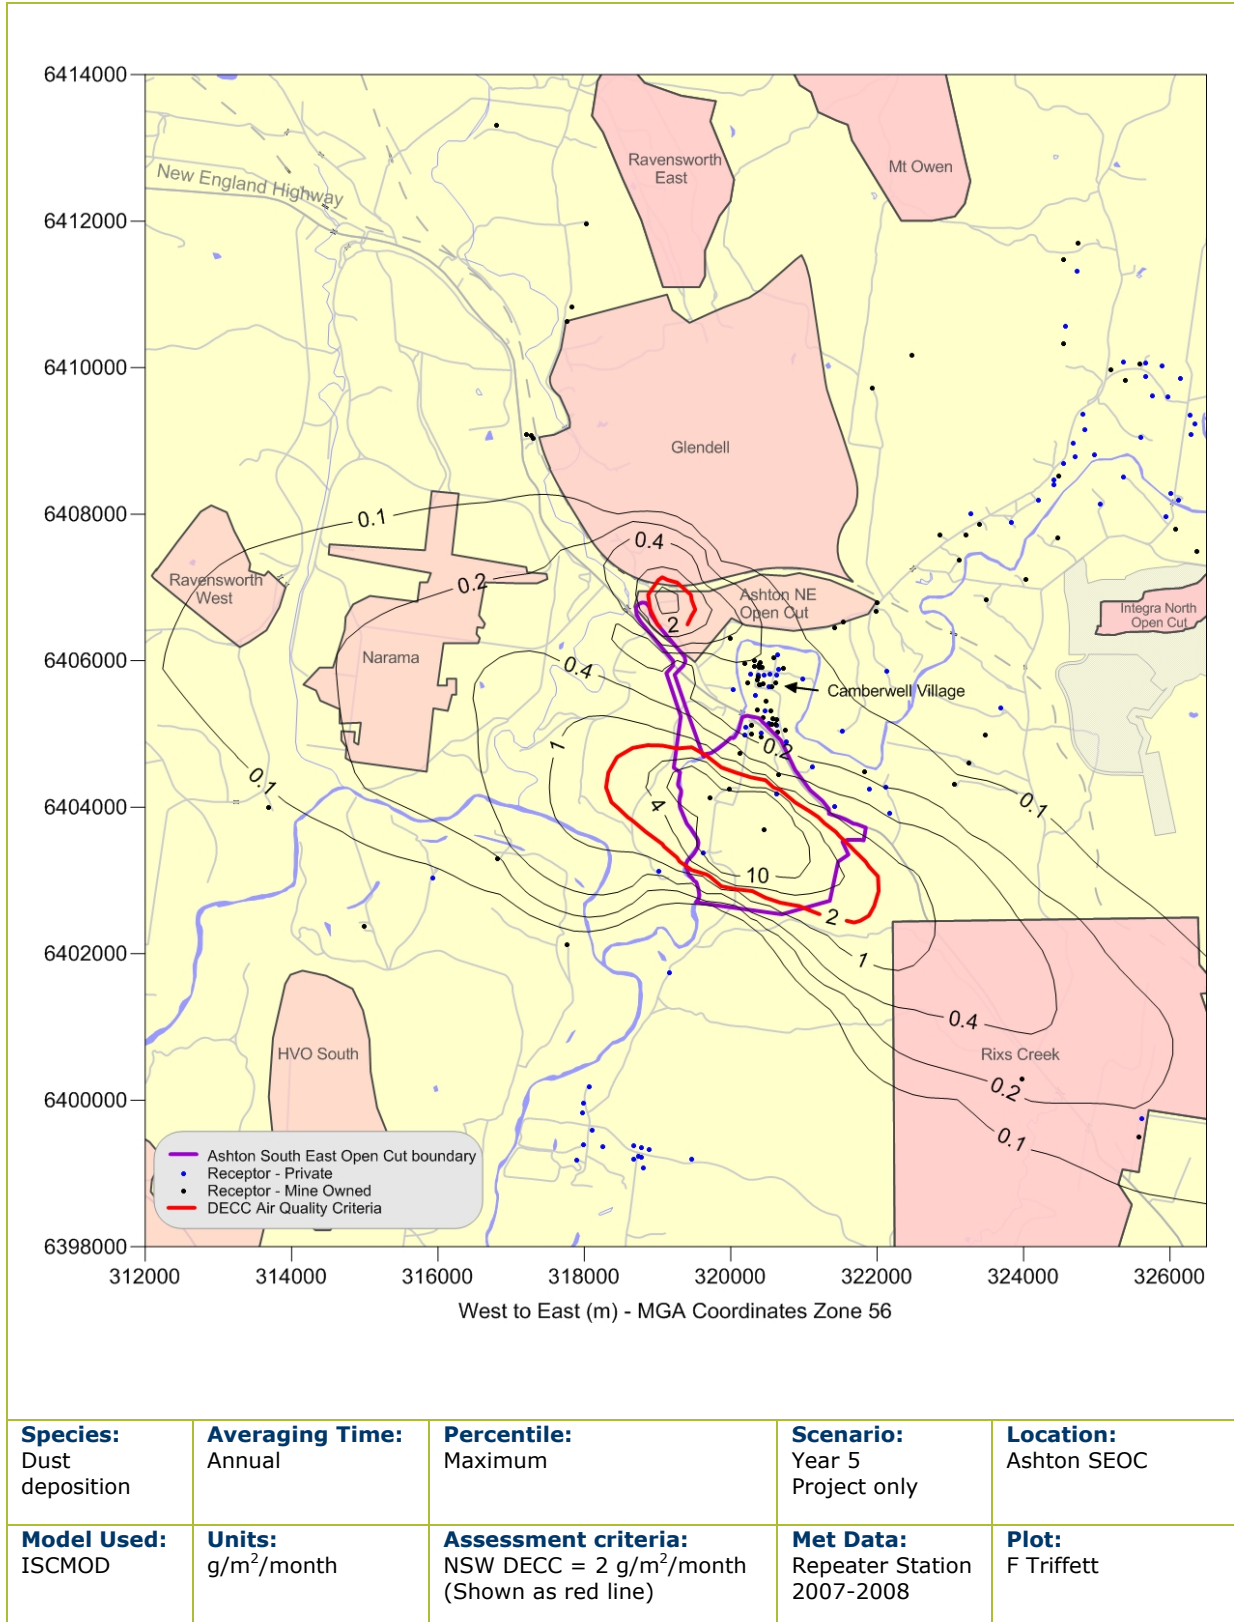 6414000
6412000
6410000
6408000
6406000
6404000
6402000
6400000
6398000
312000
314000
316000
318000
320000
322000
324000
326000
West to East (m) - MGA Coordinates Zone 56
New England Highway
Ravensworth
East
Mt Owen
Glendell
0.1
0.4
0.2
Ravensworth
West
Narama
Ashton NE
Open Cut
2
Integra North
Open Cut
0.4
Camberwell Village
1
0.2
0.1
0.1
4
10
2
1
0.4
HVO South
Rixs Creek
0.2
0.1
Ashton South East Open Cut boundary
Receptor - Private
Receptor - Mine Owned
DECC Air Quality Criteria
Species:
Dust
deposition
Averaging Time:
Annual
Percentile:
Maximum
Scenario:
Year 5
Project only
Location:
Ashton SEOC
Model Used:
ISCMOD
Units:
g/m²/month
Assessment criteria:
NSW DECC = 2 g/m²/month
(Shown as red line)
Met Data:
Repeater Station
2007-2008
Plot:
F Triffett